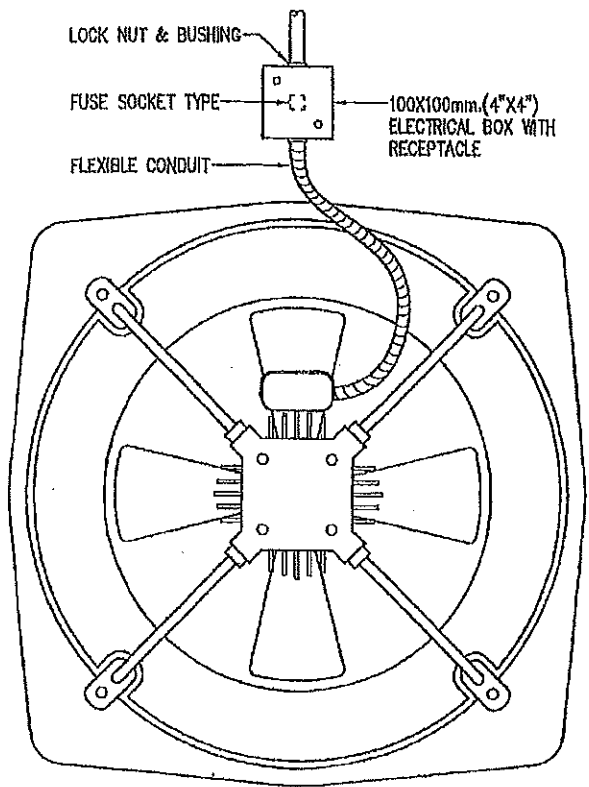 LOCK NUT & BUSHING
FUSE SOCKET TYPE
100X100mm.(4"X4")
ELECTRICAL BOX WITH
RECEPTACLE
FLEXIBLE CONDUIT